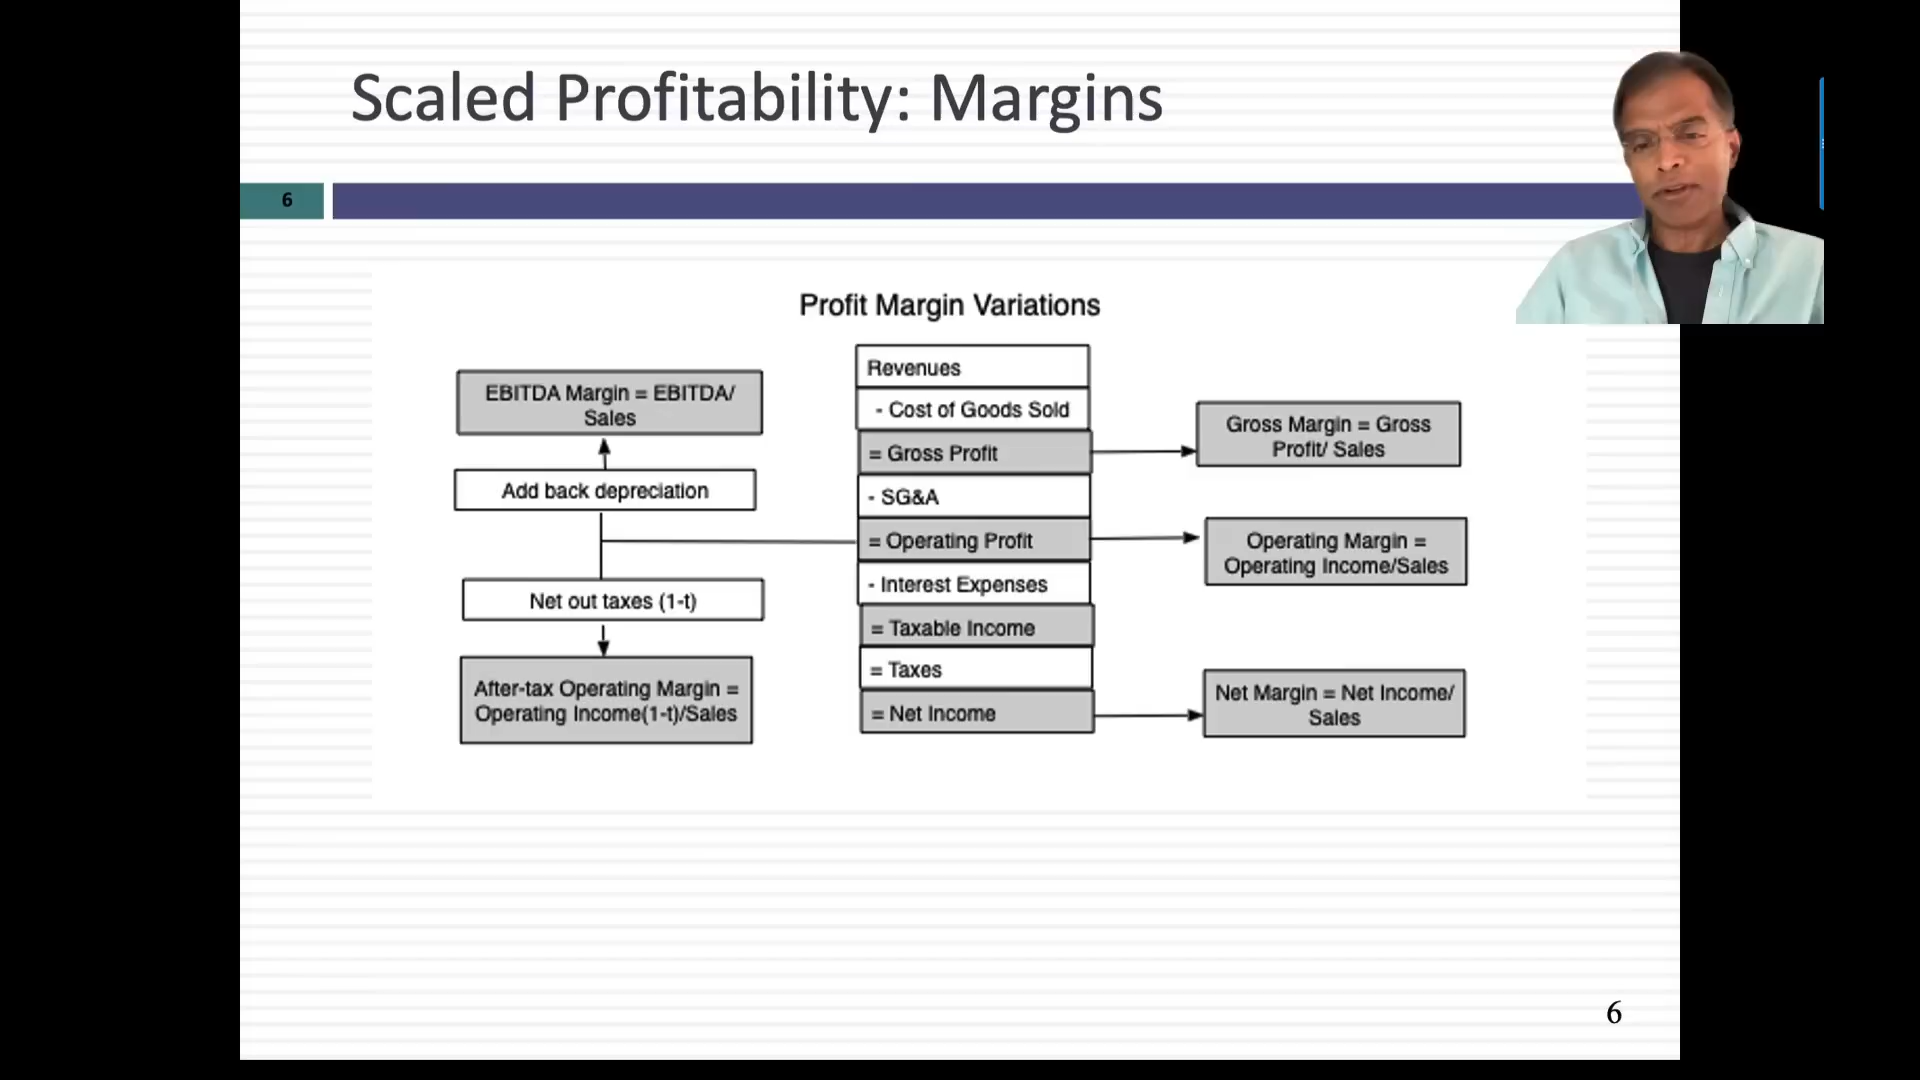 Scaled Profitability: Margins
6
Profit Margin Variations
EBITDA Margin = EBITDA/
Sales
Add back depreciation
Net out taxes (1-t)
After-tax Operating Margin =
Operating Income(1-t)/Sales
Revenues
- Cost of Goods Sold
= Gross Profit
- SG&A
= Operating Profit
- Interest Expenses
= Taxable Income
= Taxes
= Net Income
Gross Margin = Gross
Profit/ Sales
Operating Margin =
Operating Income/Sales
Net Margin = Net Income/
Sales
6